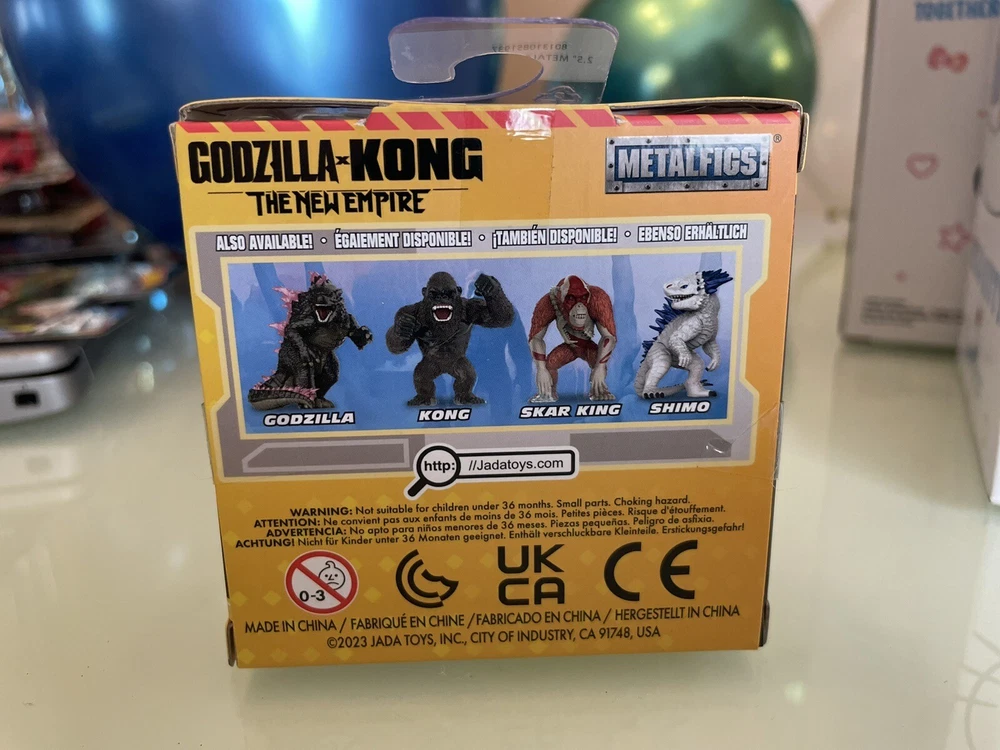 TOGETHER
GODZILLA × KONG
THE NEW EMPIRE
METALFIGS®
ALSO AVAILABLE! • ÉGALEMENT DISPONIBLE! • ¡TAMBIÉN DISPONIBLE! • EBENSO ERHÄLTLICH
GODZILLA KONG SKAR KING SHIMO
http: //Jadatoys.com
WARNING: Not suitable for children under 36 months. Small parts. Choking hazard.
ATTENTION: Ne convient pas aux enfants de moins de 36 mois. Petites pièces. Risque d'étouffement.
ADVERTENCIA: No apto para niños menores de 36 meses. Piezas pequeñas. Peligro de asfixia.
ACHTUNG! Nicht für Kinder unter 36 Monaten geeignet. Enthält verschluckbare Kleinteile. Erstickungsgefahr!
0-3
UK
CA
CE
MADE IN CHINA / FABRIQUÉ EN CHINE / FABRICADO EN CHINA / HERGESTELLT IN CHINA
©2023 JADA TOYS, INC., CITY OF INDUSTRY, CA 91748, USA